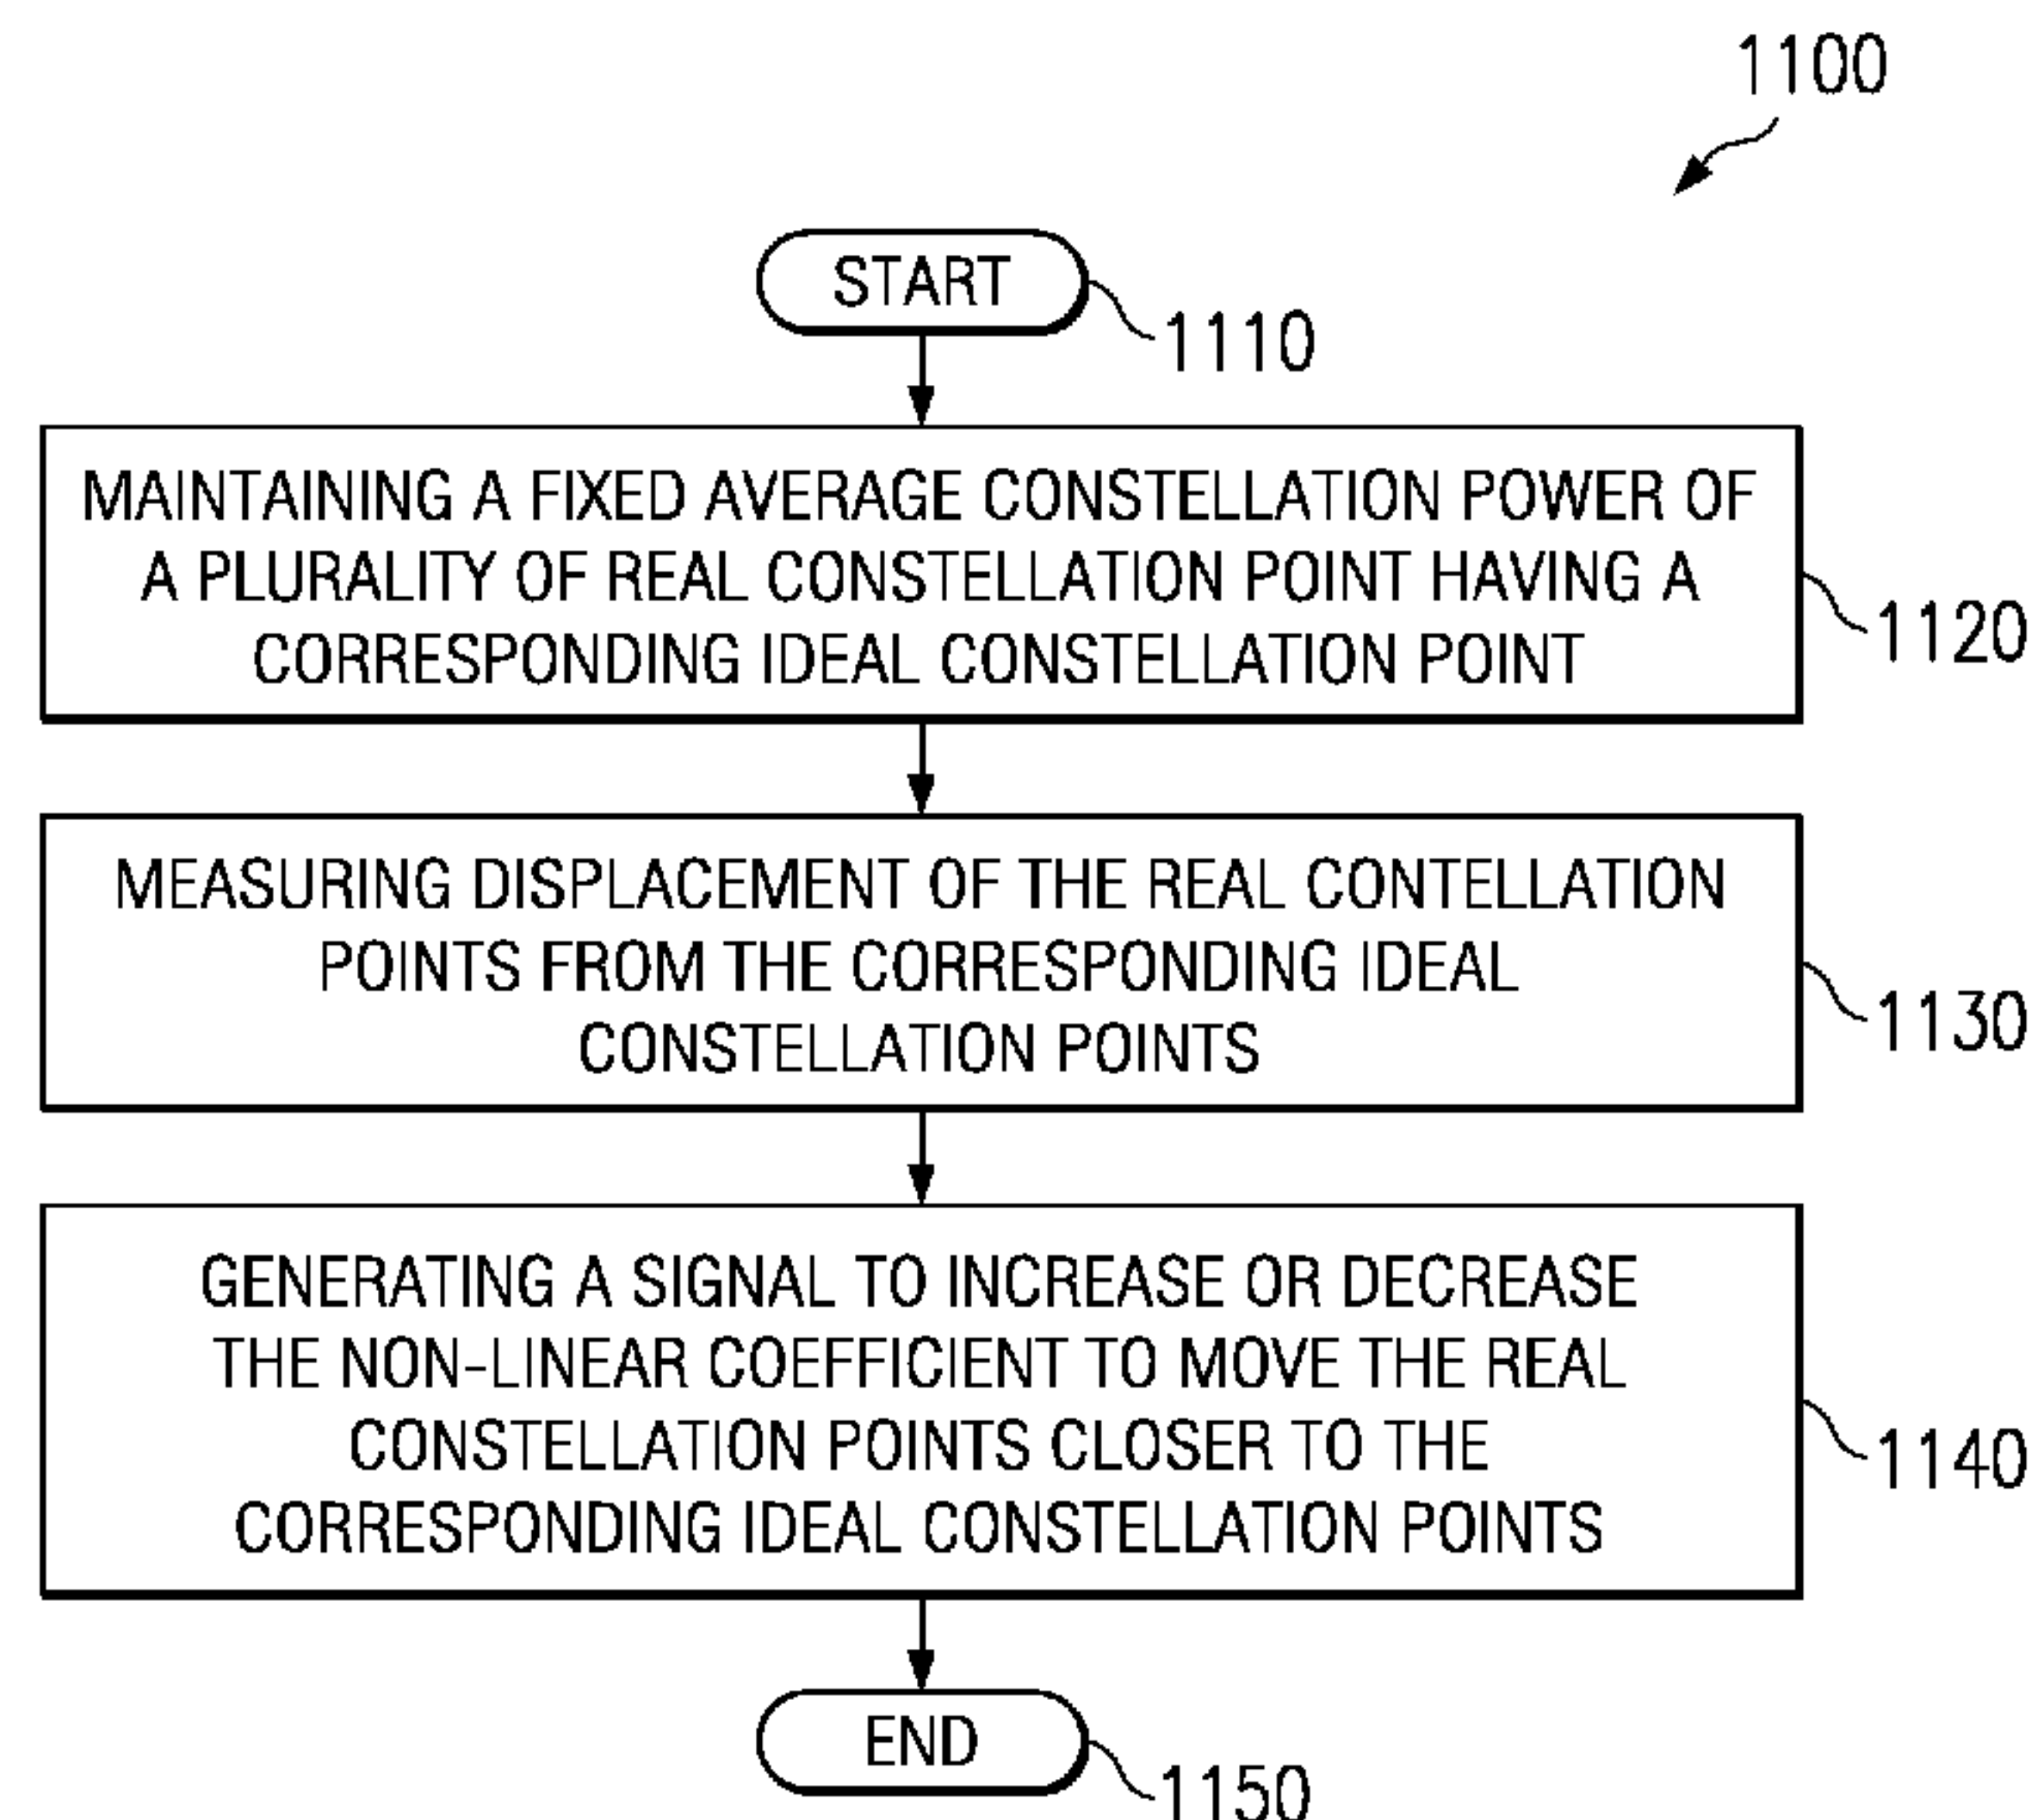 1100
START
1110
MAINTAINING A FIXED AVERAGE CONSTELLATION POWER OF
A PLURALITY OF REAL CONSTELLATION POINT HAVING A
CORRESPONDING IDEAL CONSTELLATION POINT
1120
MEASURING DISPLACEMENT OF THE REAL CONTELLATION
POINTS FROM THE CORRESPONDING IDEAL
CONSTELLATION POINTS
1130
GENERATING A SIGNAL TO INCREASE OR DECREASE
THE NON-LINEAR COEFFICIENT TO MOVE THE REAL
CONSTELLATION POINTS CLOSER TO THE
CORRESPONDING IDEAL CONSTELLATION POINTS
1140
END
1150